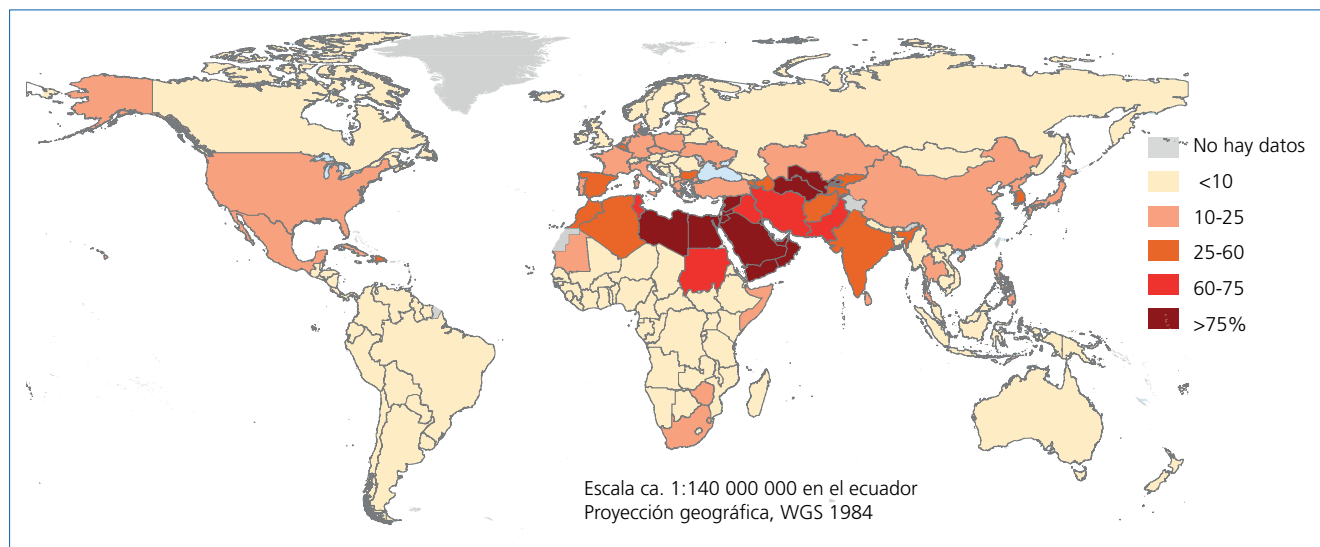 No hay datos
<10
10-25
25-60
60-75
>75%
Escala ca. 1:140 000 000 en el ecuador
Proyección geográfica, WGS 1984